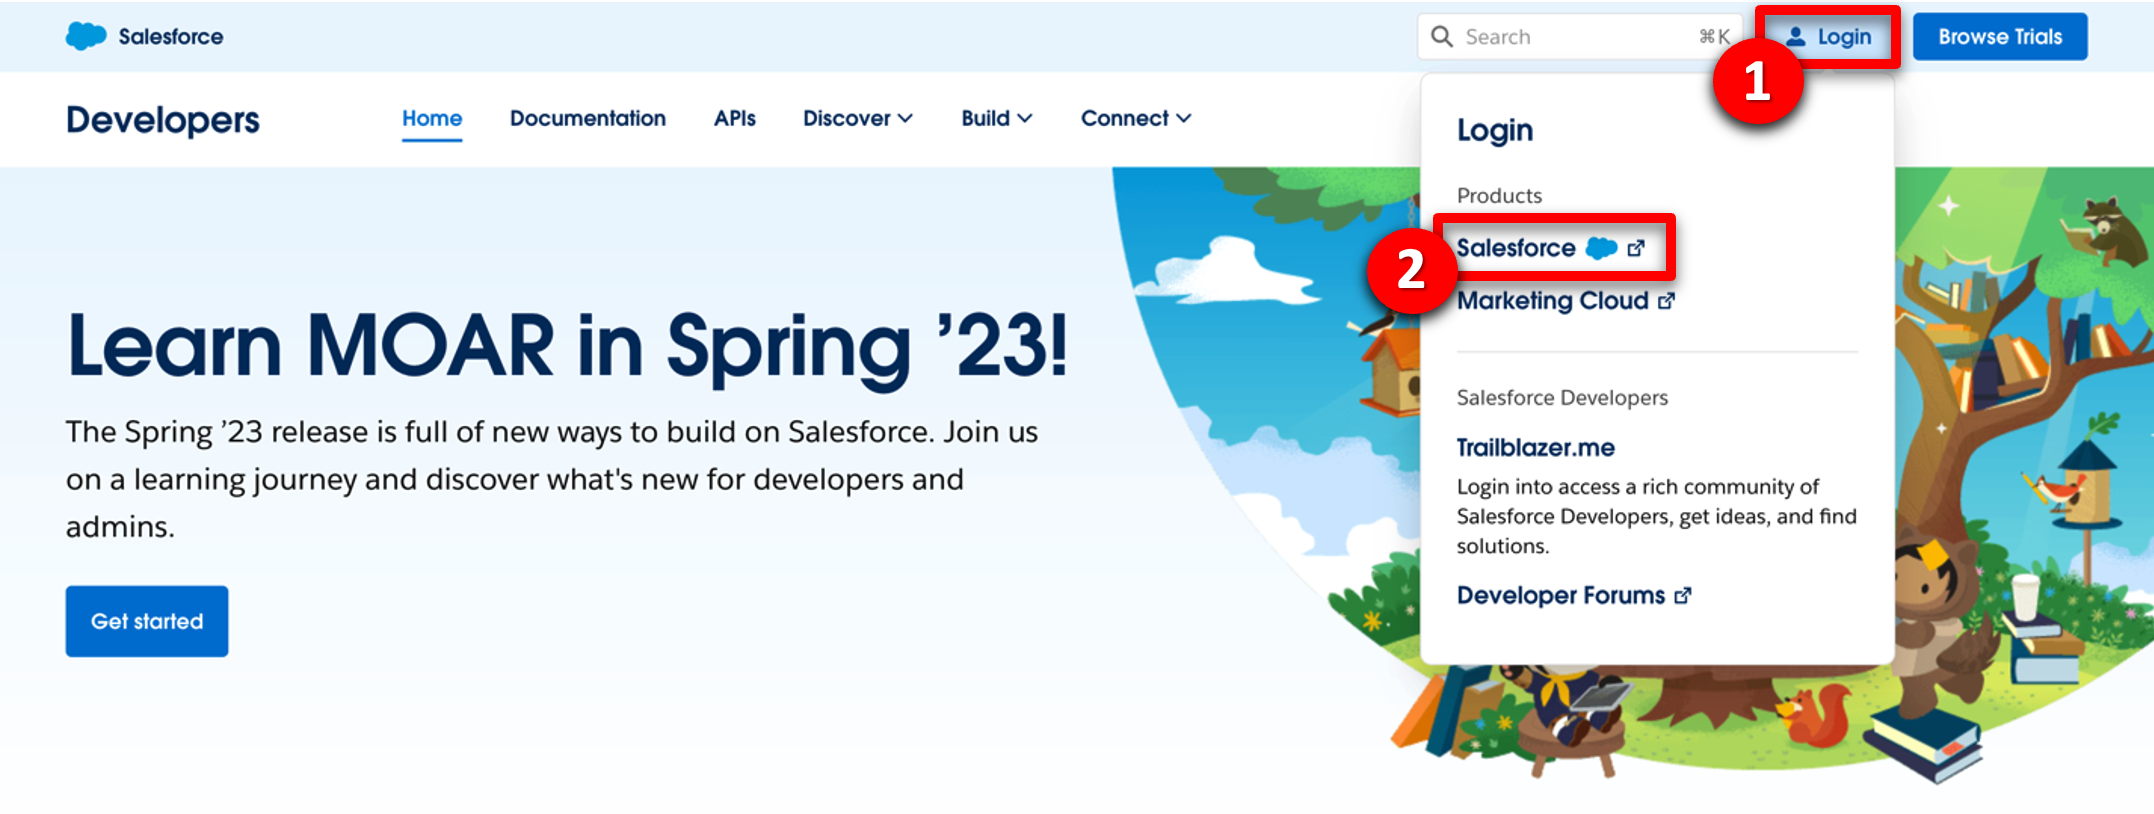 Salesforce
Search ⌘K
Login
Browse Trials
1
Developers
Home
Documentation
APIs
Discover
Build
Connect
Login
Products
Salesforce
2
Marketing Cloud
Learn MOAR in Spring ’23!
The Spring ’23 release is full of new ways to build on Salesforce. Join us
on a learning journey and discover what's new for developers and
admins.
Get started
Salesforce Developers
Trailblazer.me
Login into access a rich community of
Salesforce Developers, get ideas, and find
solutions.
Developer Forums